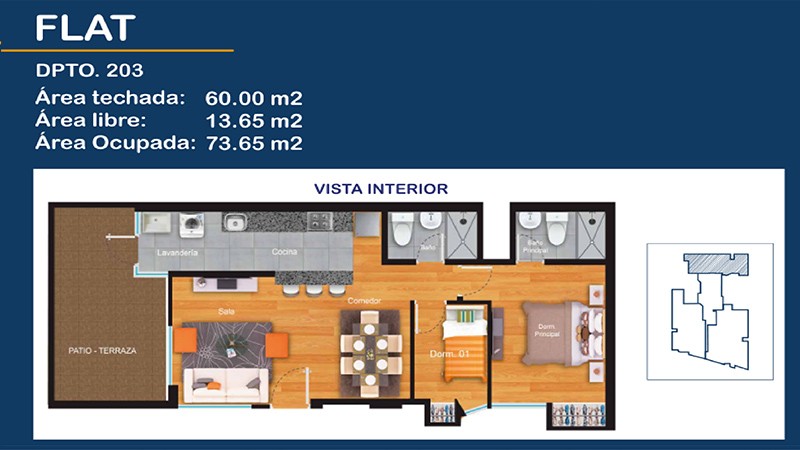 FLAT
DPTO. 203
Área techada: 60.00 m2
Área libre: 13.65 m2
Área Ocupada: 73.65 m2
VISTA INTERIOR
Lavandería
Cocina
Baño
Baño
Principal
Sala
Comedor
PATIO - TERRAZA
Dorm. 01
Dorm.
Principal